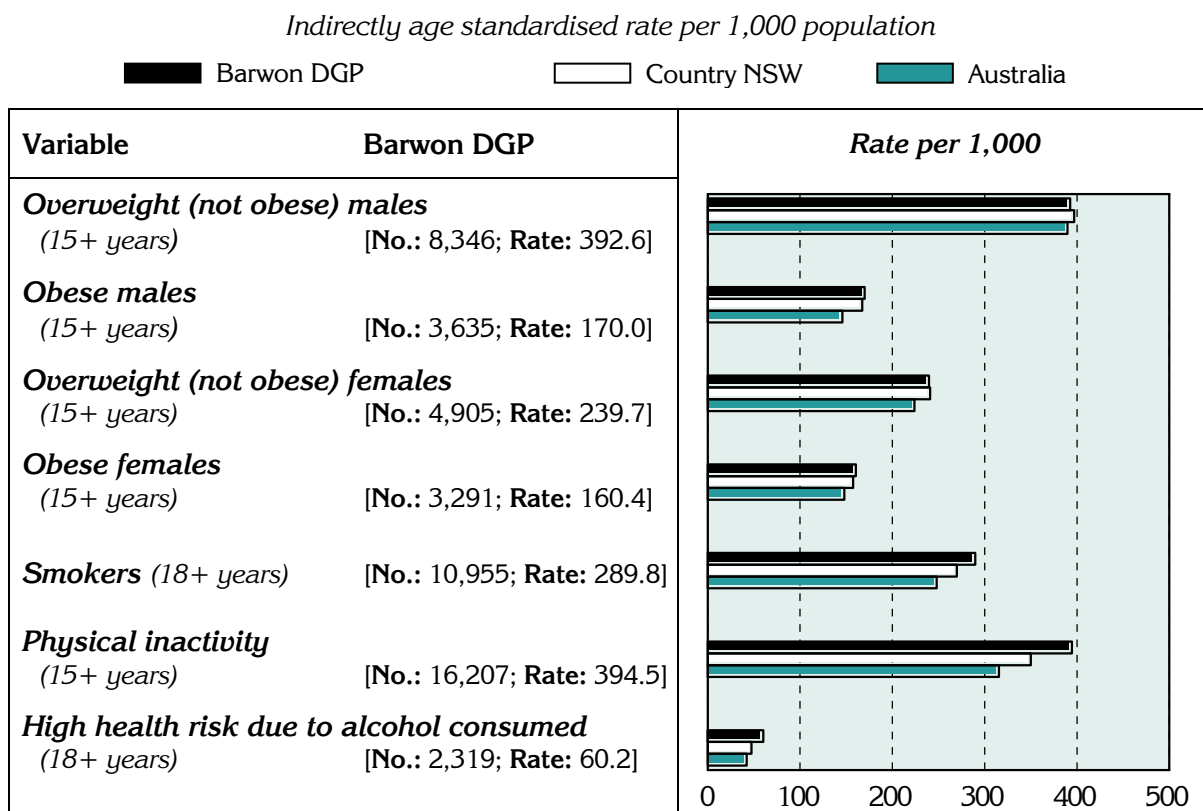 Indirectly age standardised rate per 1,000 population
Barwon DGP Country NSW Australia
Variable Barwon DGP Rate per 1,000
Overweight (not obese) males
(15+ years) [No.: 8,346; Rate: 392.6]
Obese males
(15+ years) [No.: 3,635; Rate: 170.0]
Overweight (not obese) females
(15+ years) [No.: 4,905; Rate: 239.7]
Obese females
(15+ years) [No.: 3,291; Rate: 160.4]
Smokers (18+ years) [No.: 10,955; Rate: 289.8]
Physical inactivity
(15+ years) [No.: 16,207; Rate: 394.5]
High health risk due to alcohol consumed
(18+ years) [No.: 2,319; Rate: 60.2]
0 100 200 300 400 500